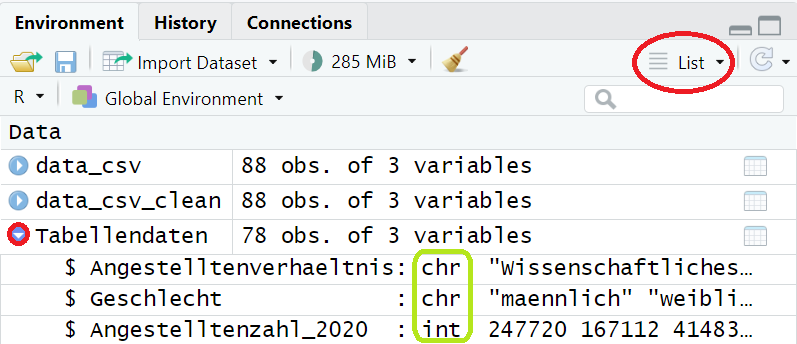 Environment History Connections
Import Dataset 285 MiB List
R Global Environment
Data
data_csv 88 obs. of 3 variables
data_csv_clean 88 obs. of 3 variables
Tabellendaten 78 obs. of 3 variables
$ Angestelltenverhaeltnis: chr "Wissenschaftliches…
$ Geschlecht : chr "maennlich" "weibli…
$ Angestelltenzahl_2020 : int 247720 167112 41483…